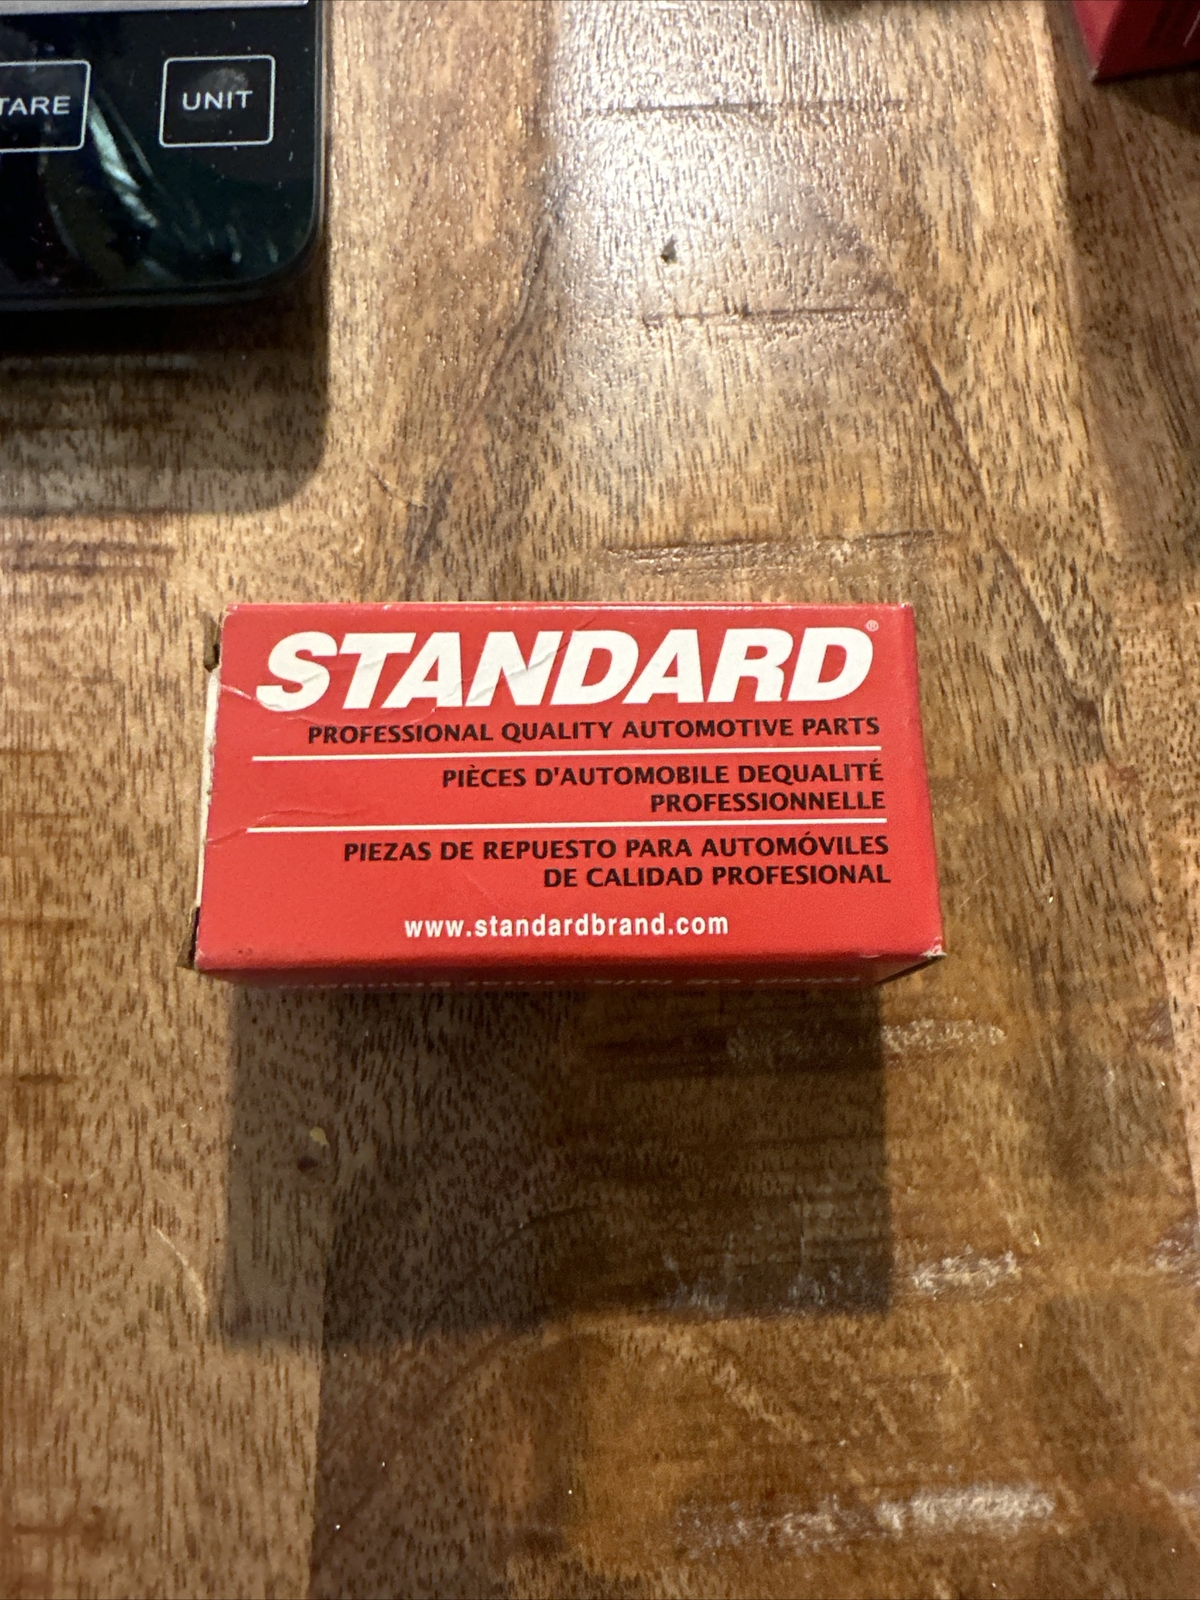 TARE
UNIT
STANDARD®
PROFESSIONAL QUALITY AUTOMOTIVE PARTS
PIÈCES D'AUTOMOBILE DEQUALITÉ
PROFESSIONNELLE
PIEZAS DE REPUESTO PARA AUTOMÓVILES
DE CALIDAD PROFESIONAL
www.standardbrand.com